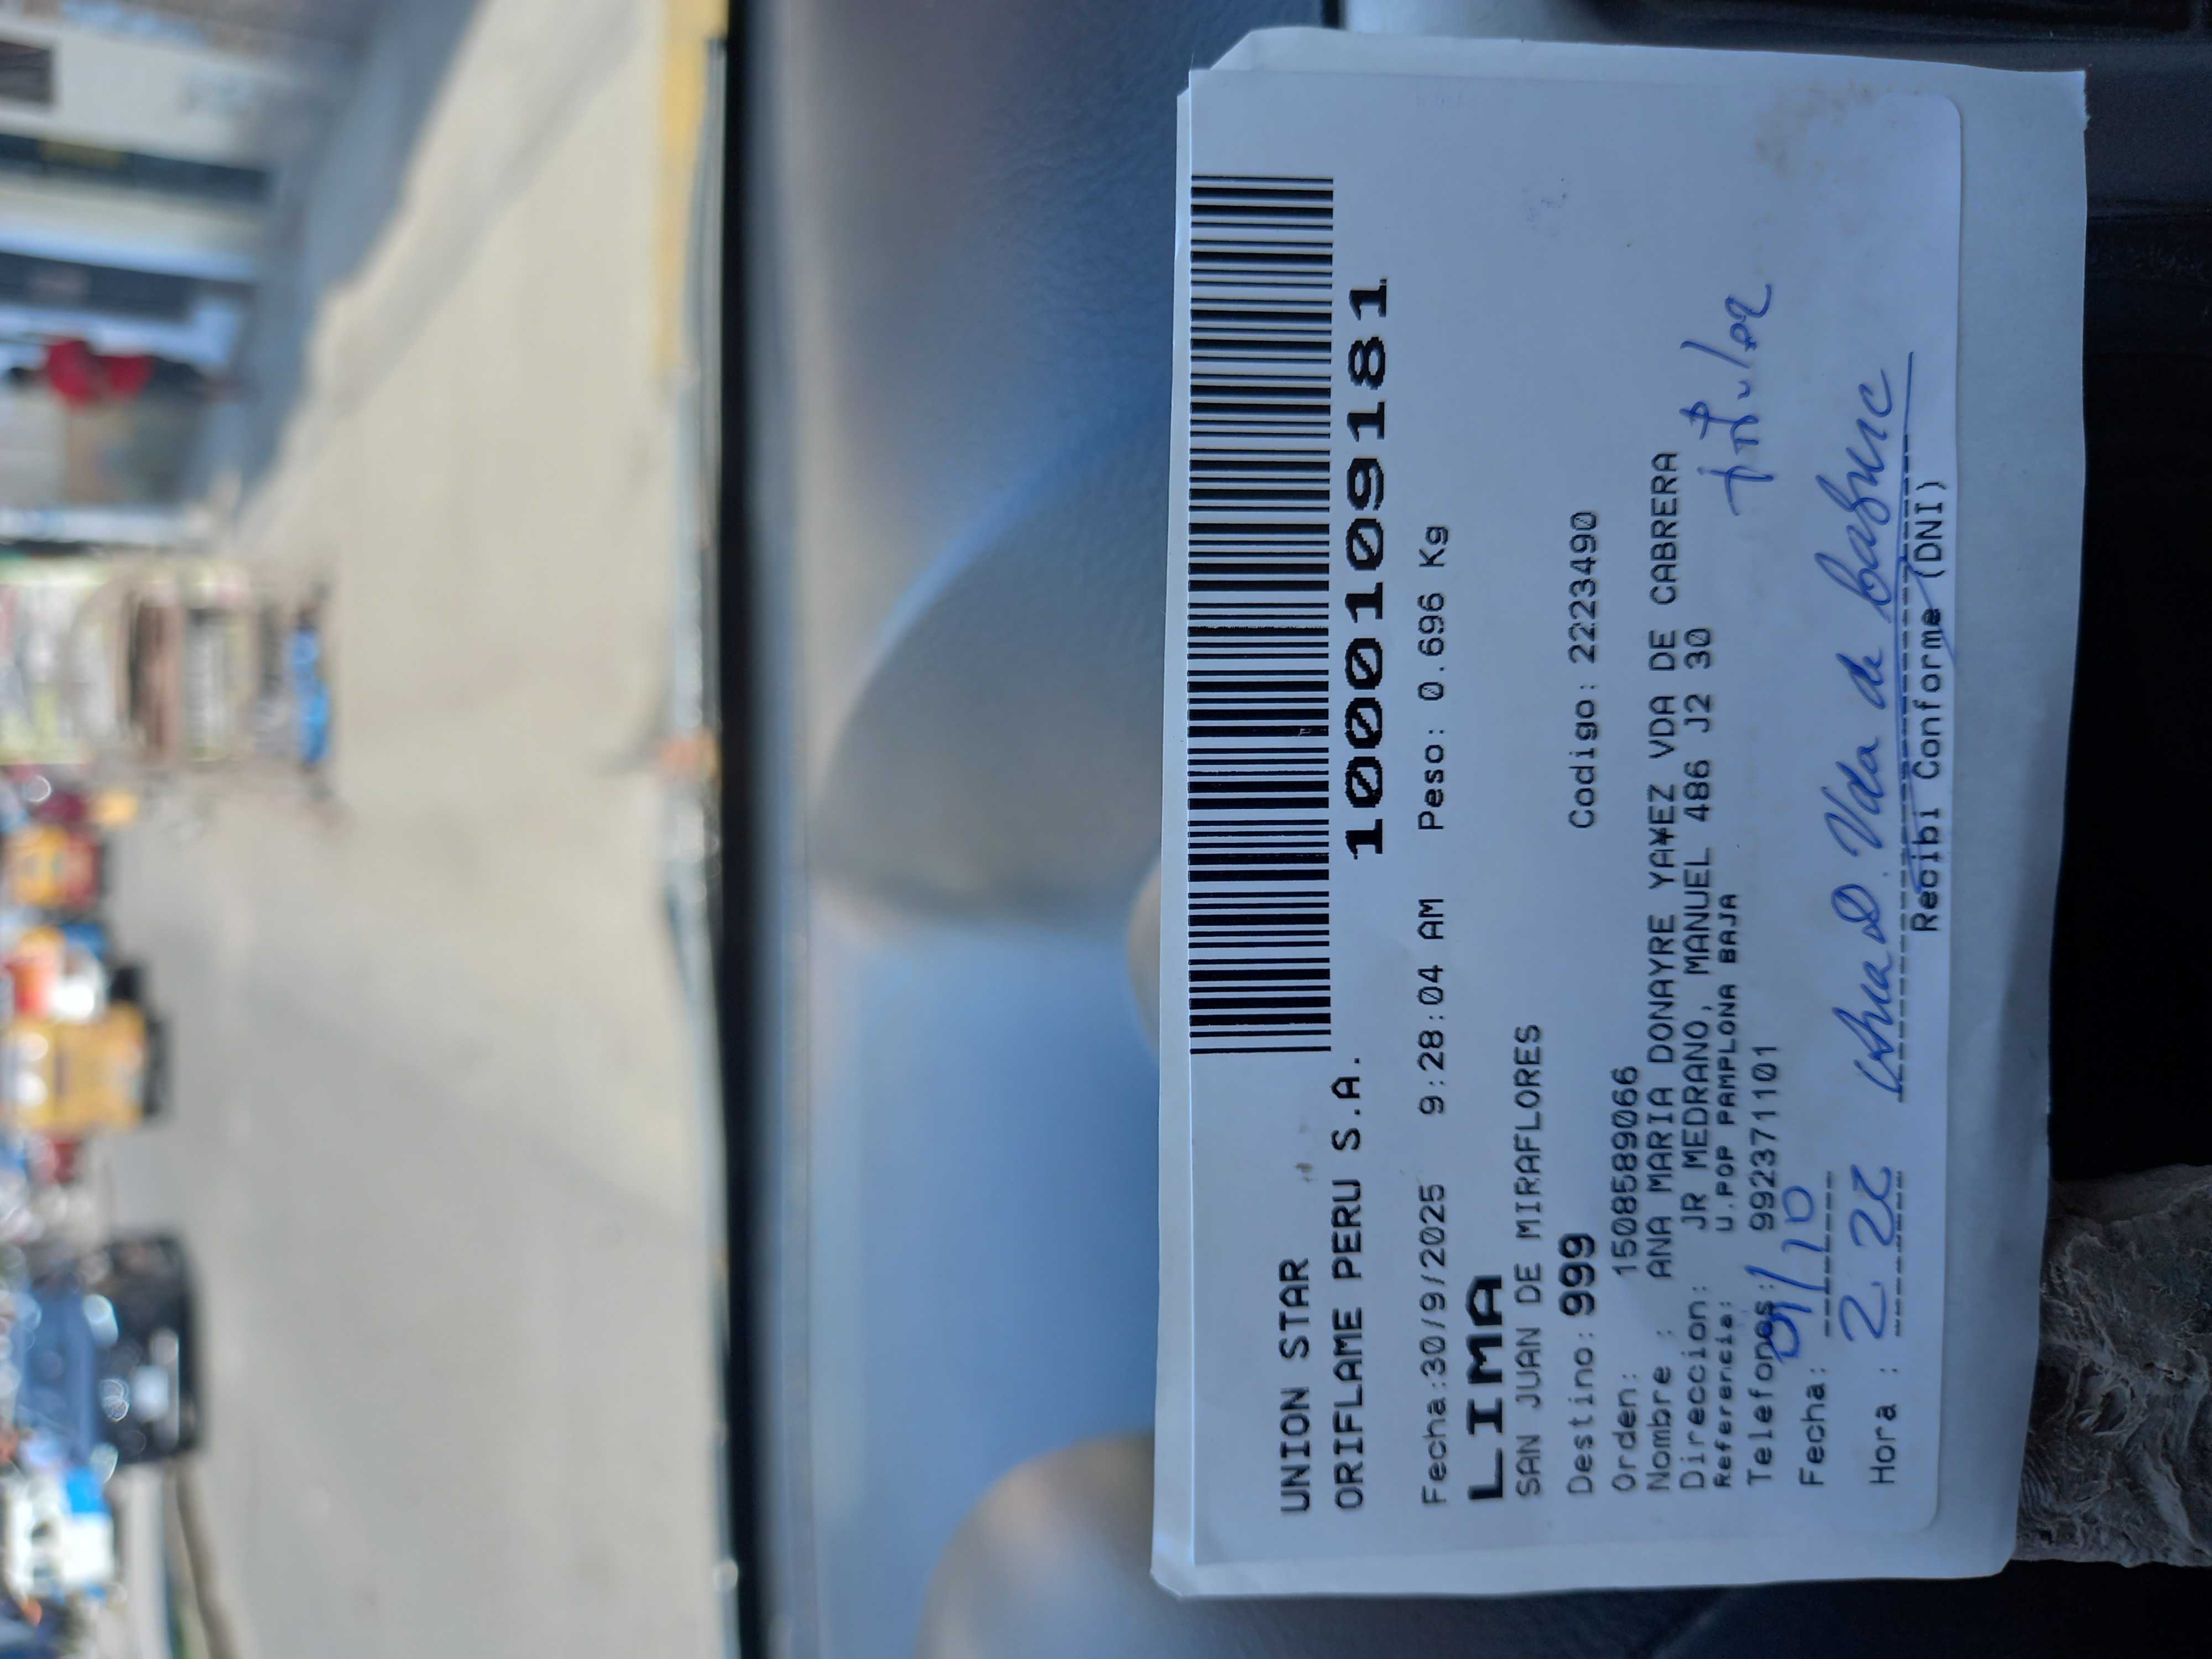 UNION STAR
ORIFLAME PERU S.A. 1000109181
Fecha:30/9/2025 9:28:04 AM Peso: 0.696 Kg
LIMA
SAN JUAN DE MIRAFLORES
Destino: 999 Codigo: 2223490
Orden: 1508589066
Nombre : ANA MARIA DONAYRE YA¥EZ VDA DE CABRERA
Direccion: JR MEDRANO, MANUEL 486 J2 30
Referencia: U.POP PAMPLONA BAJA
Telefonos: 992371101
Fecha: 01/10
Hora : 2 22 Ana D. Vda de
Recibi Conforme (DNI)